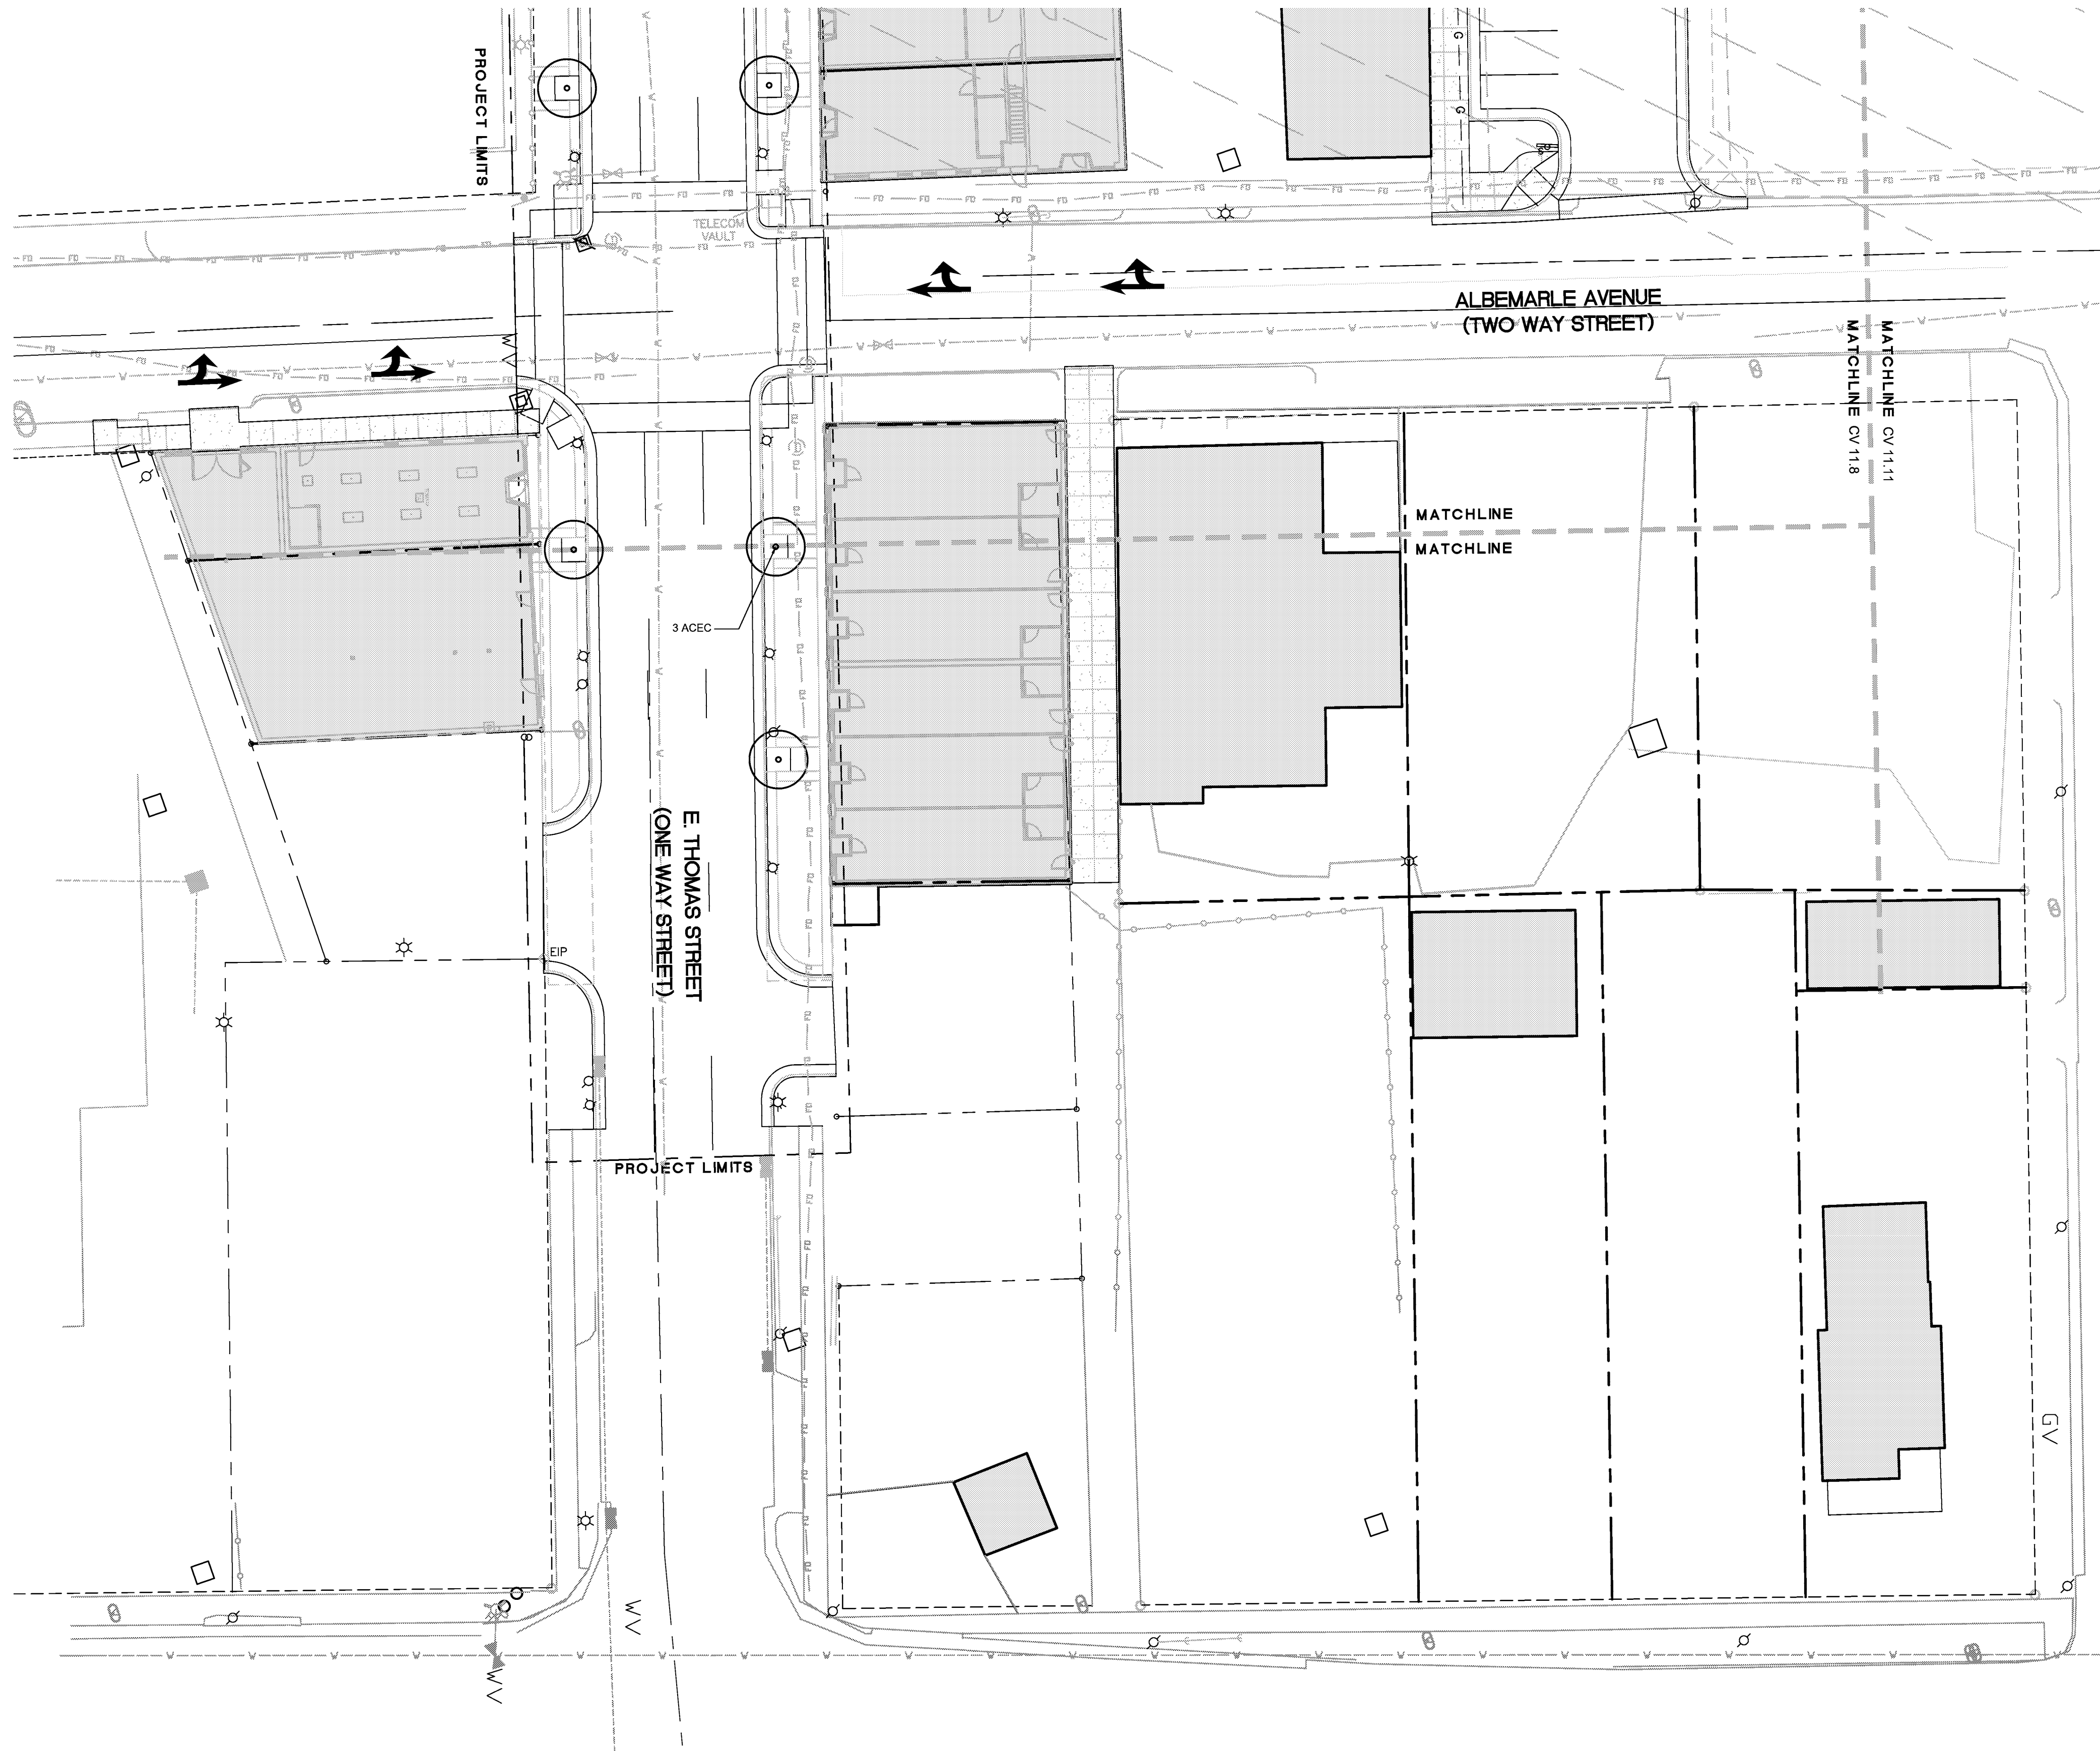 PROJECT LIMITS
G
G
FO
TELECOM
VAULT
ALBEMARLE AVENUE
(TWO WAY STREET)
MATCHLINE CV 11.11
MATCHLINE CV 11.8
MATCHLINE
MATCHLINE
3 ACEC
E. THOMAS STREET
(ONE WAY STREET)
EIP
PROJECT LIMITS
GV
WV
WV